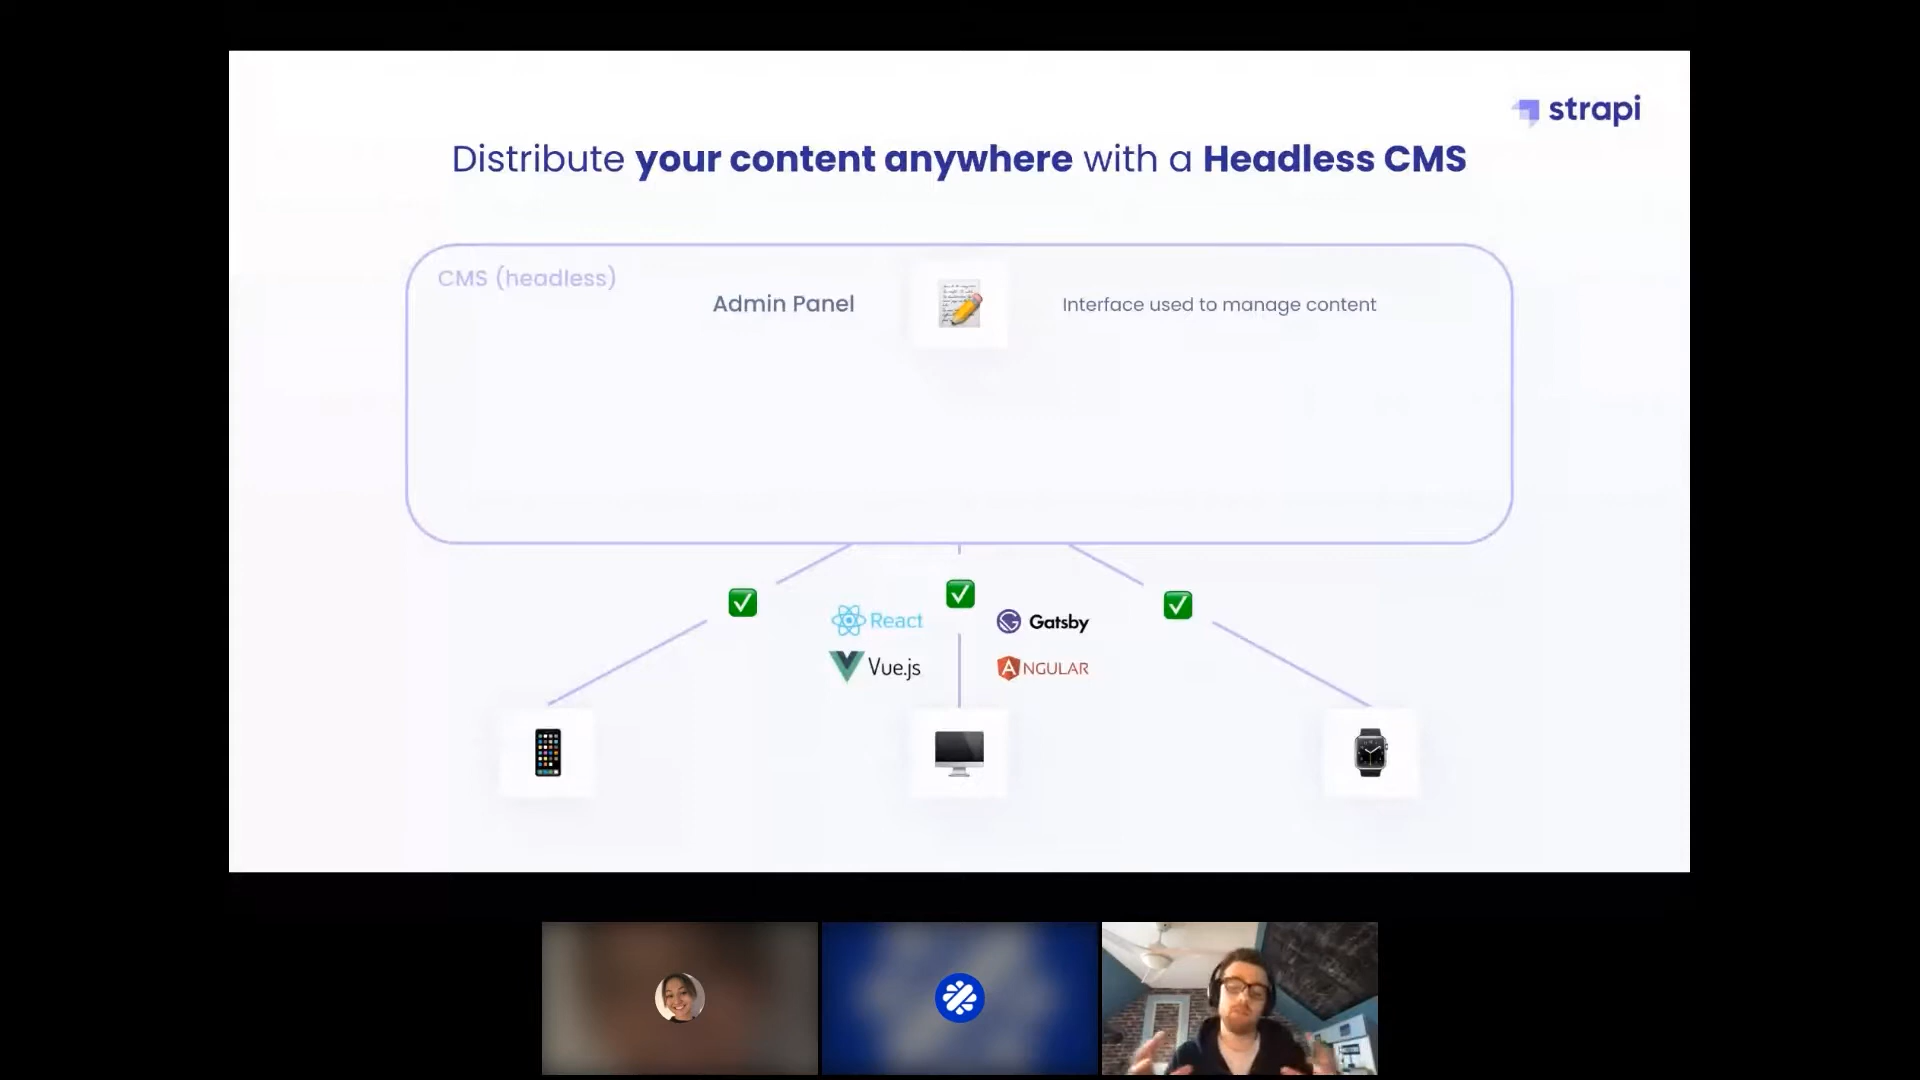 strapi
Distribute your content anywhere with a Headless CMS
CMS (headless)
Admin Panel
Interface used to manage content
React
Gatsby
Vue.js
ANGULAR